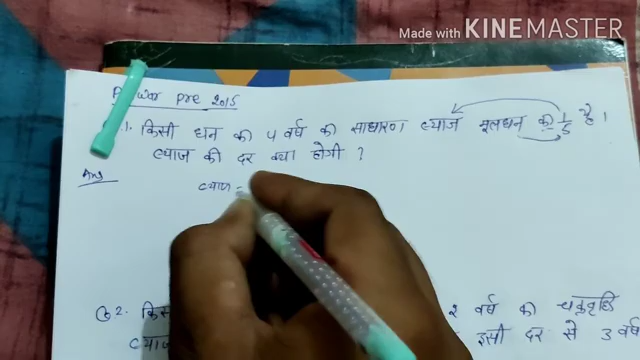 Made with KINEMASTER
Pre 2015
Q.1. किसी धन का 4 वर्ष का साधारण ब्याज मूलधन का 1/5 है।
ब्याज की दर क्या होगी ?
Ans
ब्याज =
Q.2. 2 वर्ष का चक्रवृद्धि
इसी दर से 3 वर्ष